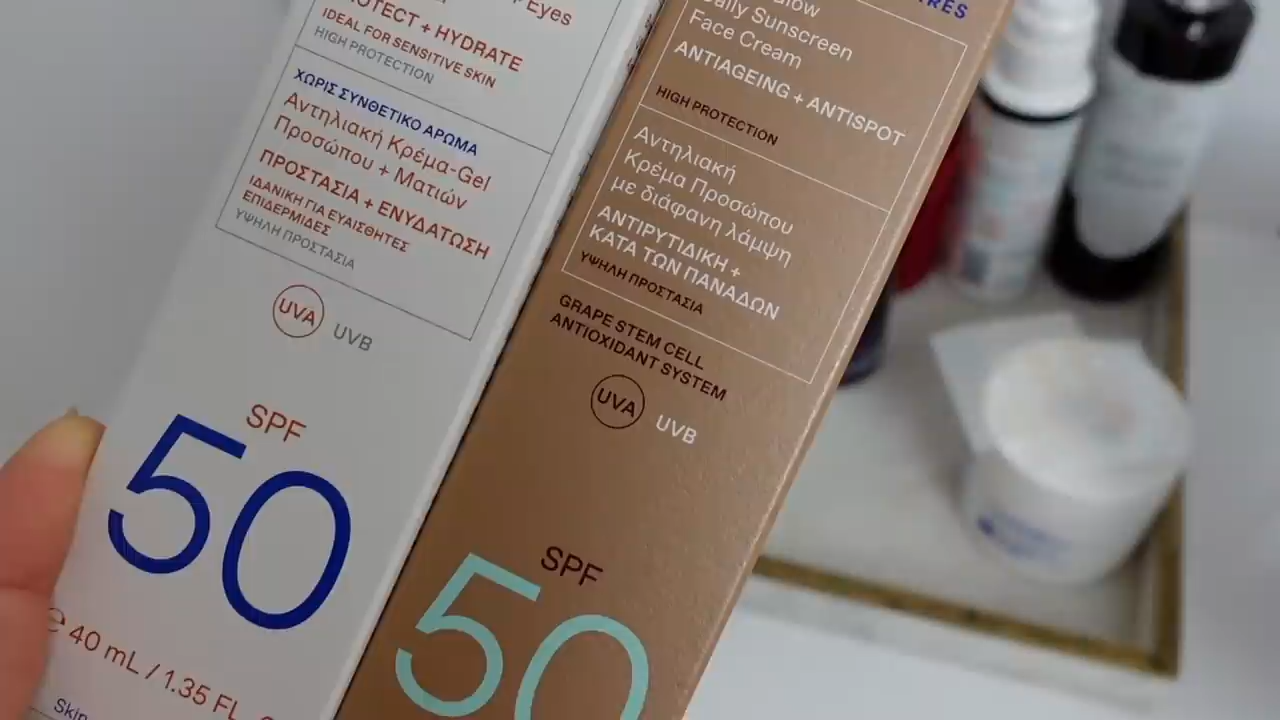 Eyes
PROTECT + HYDRATE
IDEAL FOR SENSITIVE SKIN
HIGH PROTECTION
ΧΩΡΙΣ ΣΥΝΘΕΤΙΚΟ ΑΡΩΜΑ
Αντηλιακή Κρέμα-Gel
Προσώπου + Ματιών
ΠΡΟΣΤΑΣΙΑ + ΕΝΥΔΑΤΩΣΗ
ΙΔΑΝΙΚΗ ΓΙΑ ΕΥΑΙΣΘΗΤΕΣ
ΕΠΙΔΕΡΜΙΔΕΣ
ΥΨΗΛΗ ΠΡΟΣΤΑΣΙΑ
UVA UVB
SPF
50
e 40 mL / 1.35 FL
Skin
Daily Sunscreen
Face Cream
ANTIAGEING + ANTISPOT
HIGH PROTECTION
Αντηλιακή
Κρέμα Προσώπου
με διάφανη λάμψη
ΑΝΤΙΡΥΤΙΔΙΚΗ +
ΚΑΤΑ ΤΩΝ ΠΑΝΑΔΩΝ
ΥΨΗΛΗ ΠΡΟΣΤΑΣΙΑ
GRAPE STEM CELL
ANTIOXIDANT SYSTEM
UVA UVB
SPF
50